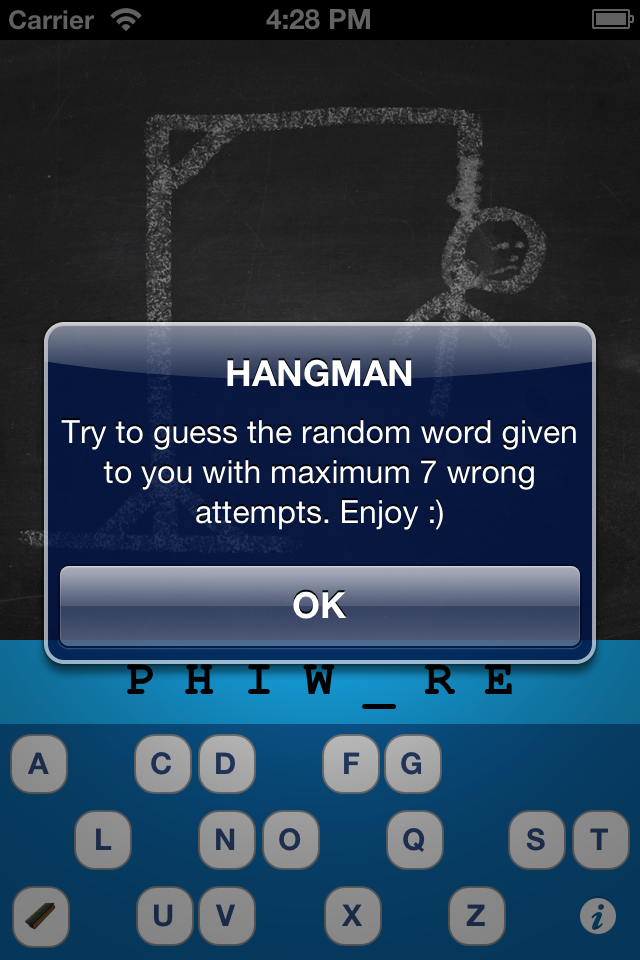 Carrier 4:28 PM
HANGMAN
Try to guess the random word given
to you with maximum 7 wrong
attempts. Enjoy :)
OK
P H I W _ R E
A C D F G
L N O Q S T
U V X Z i